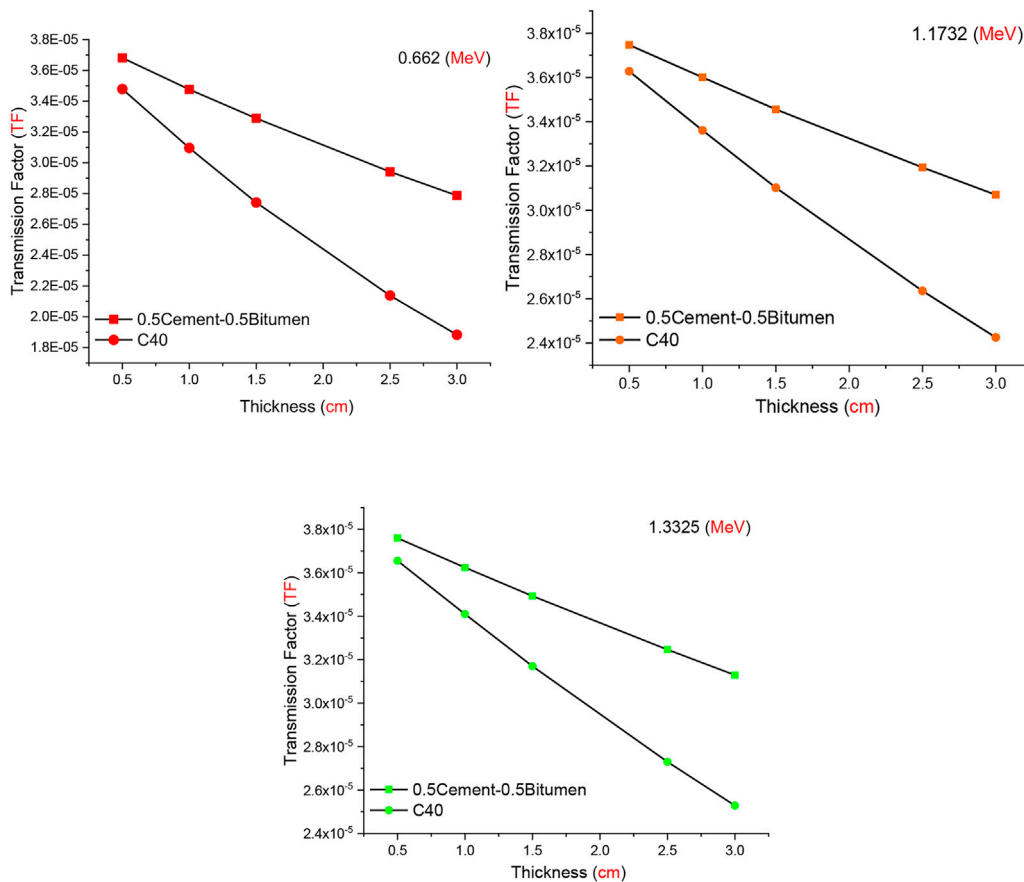 0.662 (MeV)
Transmission Factor (TF)
3.8E-05
3.6E-05
3.4E-05
3.2E-05
3.0E-05
2.8E-05
2.6E-05
2.4E-05
2.2E-05
2.0E-05
1.8E-05
0.5Cement-0.5Bitumen
C40
0.5 1.0 1.5 2.0 2.5 3.0
Thickness (cm)
1.1732 (MeV)
Transmission Factor (TF)
3.8x10⁻⁵
3.6x10⁻⁵
3.4x10⁻⁵
3.2x10⁻⁵
3.0x10⁻⁵
2.8x10⁻⁵
2.6x10⁻⁵
2.4x10⁻⁵
0.5Cement-0.5Bitumen
C40
0.5 1.0 1.5 2.0 2.5 3.0
Thickness (cm)
1.3325 (MeV)
Transmission Factor (TF)
3.8x10⁻⁵
3.6x10⁻⁵
3.4x10⁻⁵
3.2x10⁻⁵
3.0x10⁻⁵
2.8x10⁻⁵
2.6x10⁻⁵
2.4x10⁻⁵
0.5Cement-0.5Bitumen
C40
0.5 1.0 1.5 2.0 2.5 3.0
Thickness (cm)